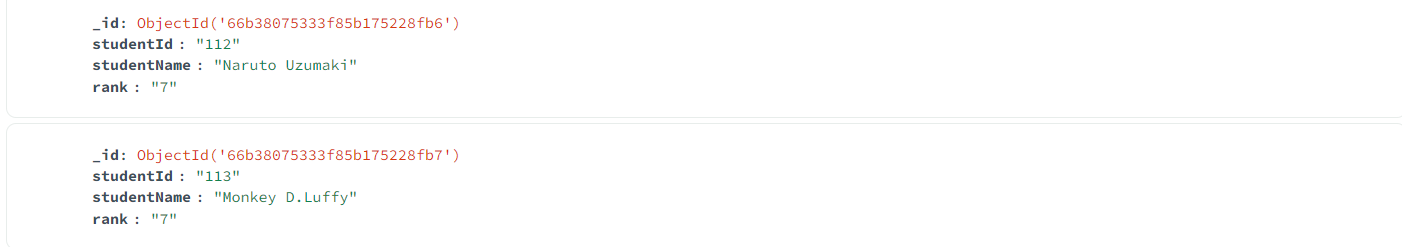 _id: ObjectId('66b38075333f85b175228fb6')
studentId : "112"
studentName : "Naruto Uzumaki"
rank : "7"
_id: ObjectId('66b38075333f85b175228fb7')
studentId : "113"
studentName : "Monkey D.Luffy"
rank : "7"